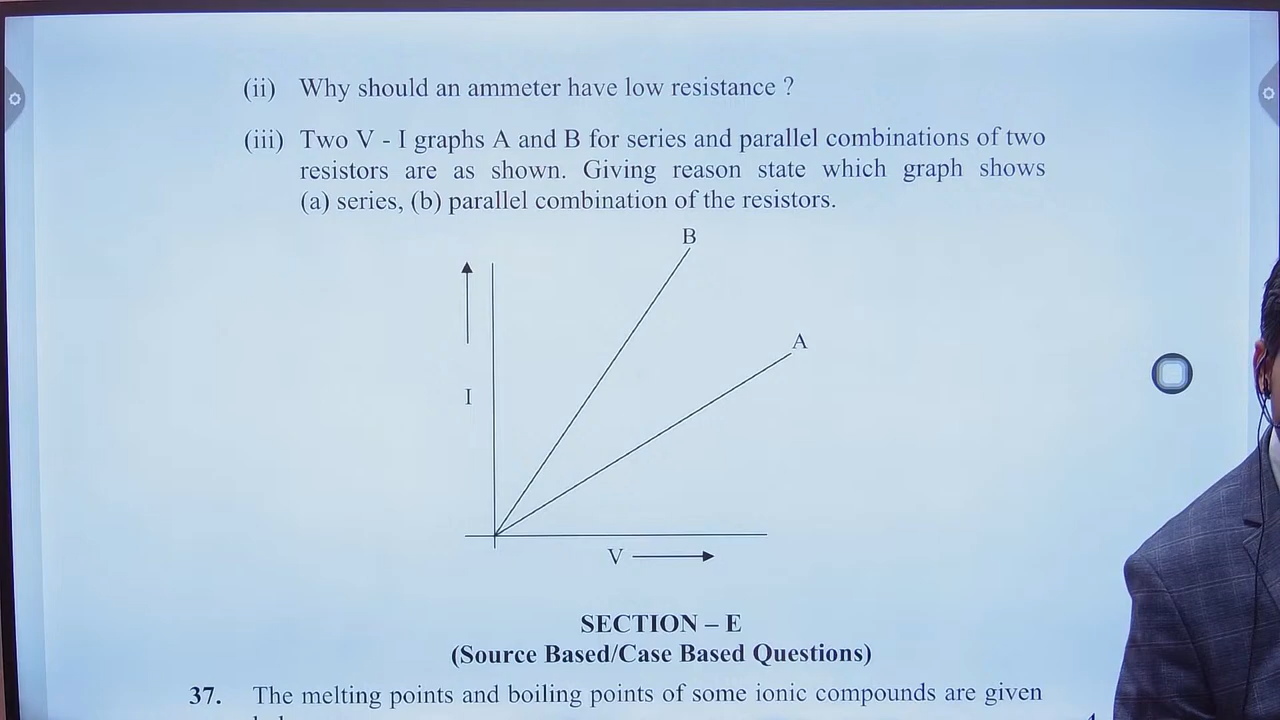 (ii) Why should an ammeter have low resistance ?
(iii) Two V - I graphs A and B for series and parallel combinations of two
resistors are as shown. Giving reason state which graph shows
(a) series, (b) parallel combination of the resistors.
B
A
I
V
SECTION – E
(Source Based/Case Based Questions)
37. The melting points and boiling points of some ionic compounds are given